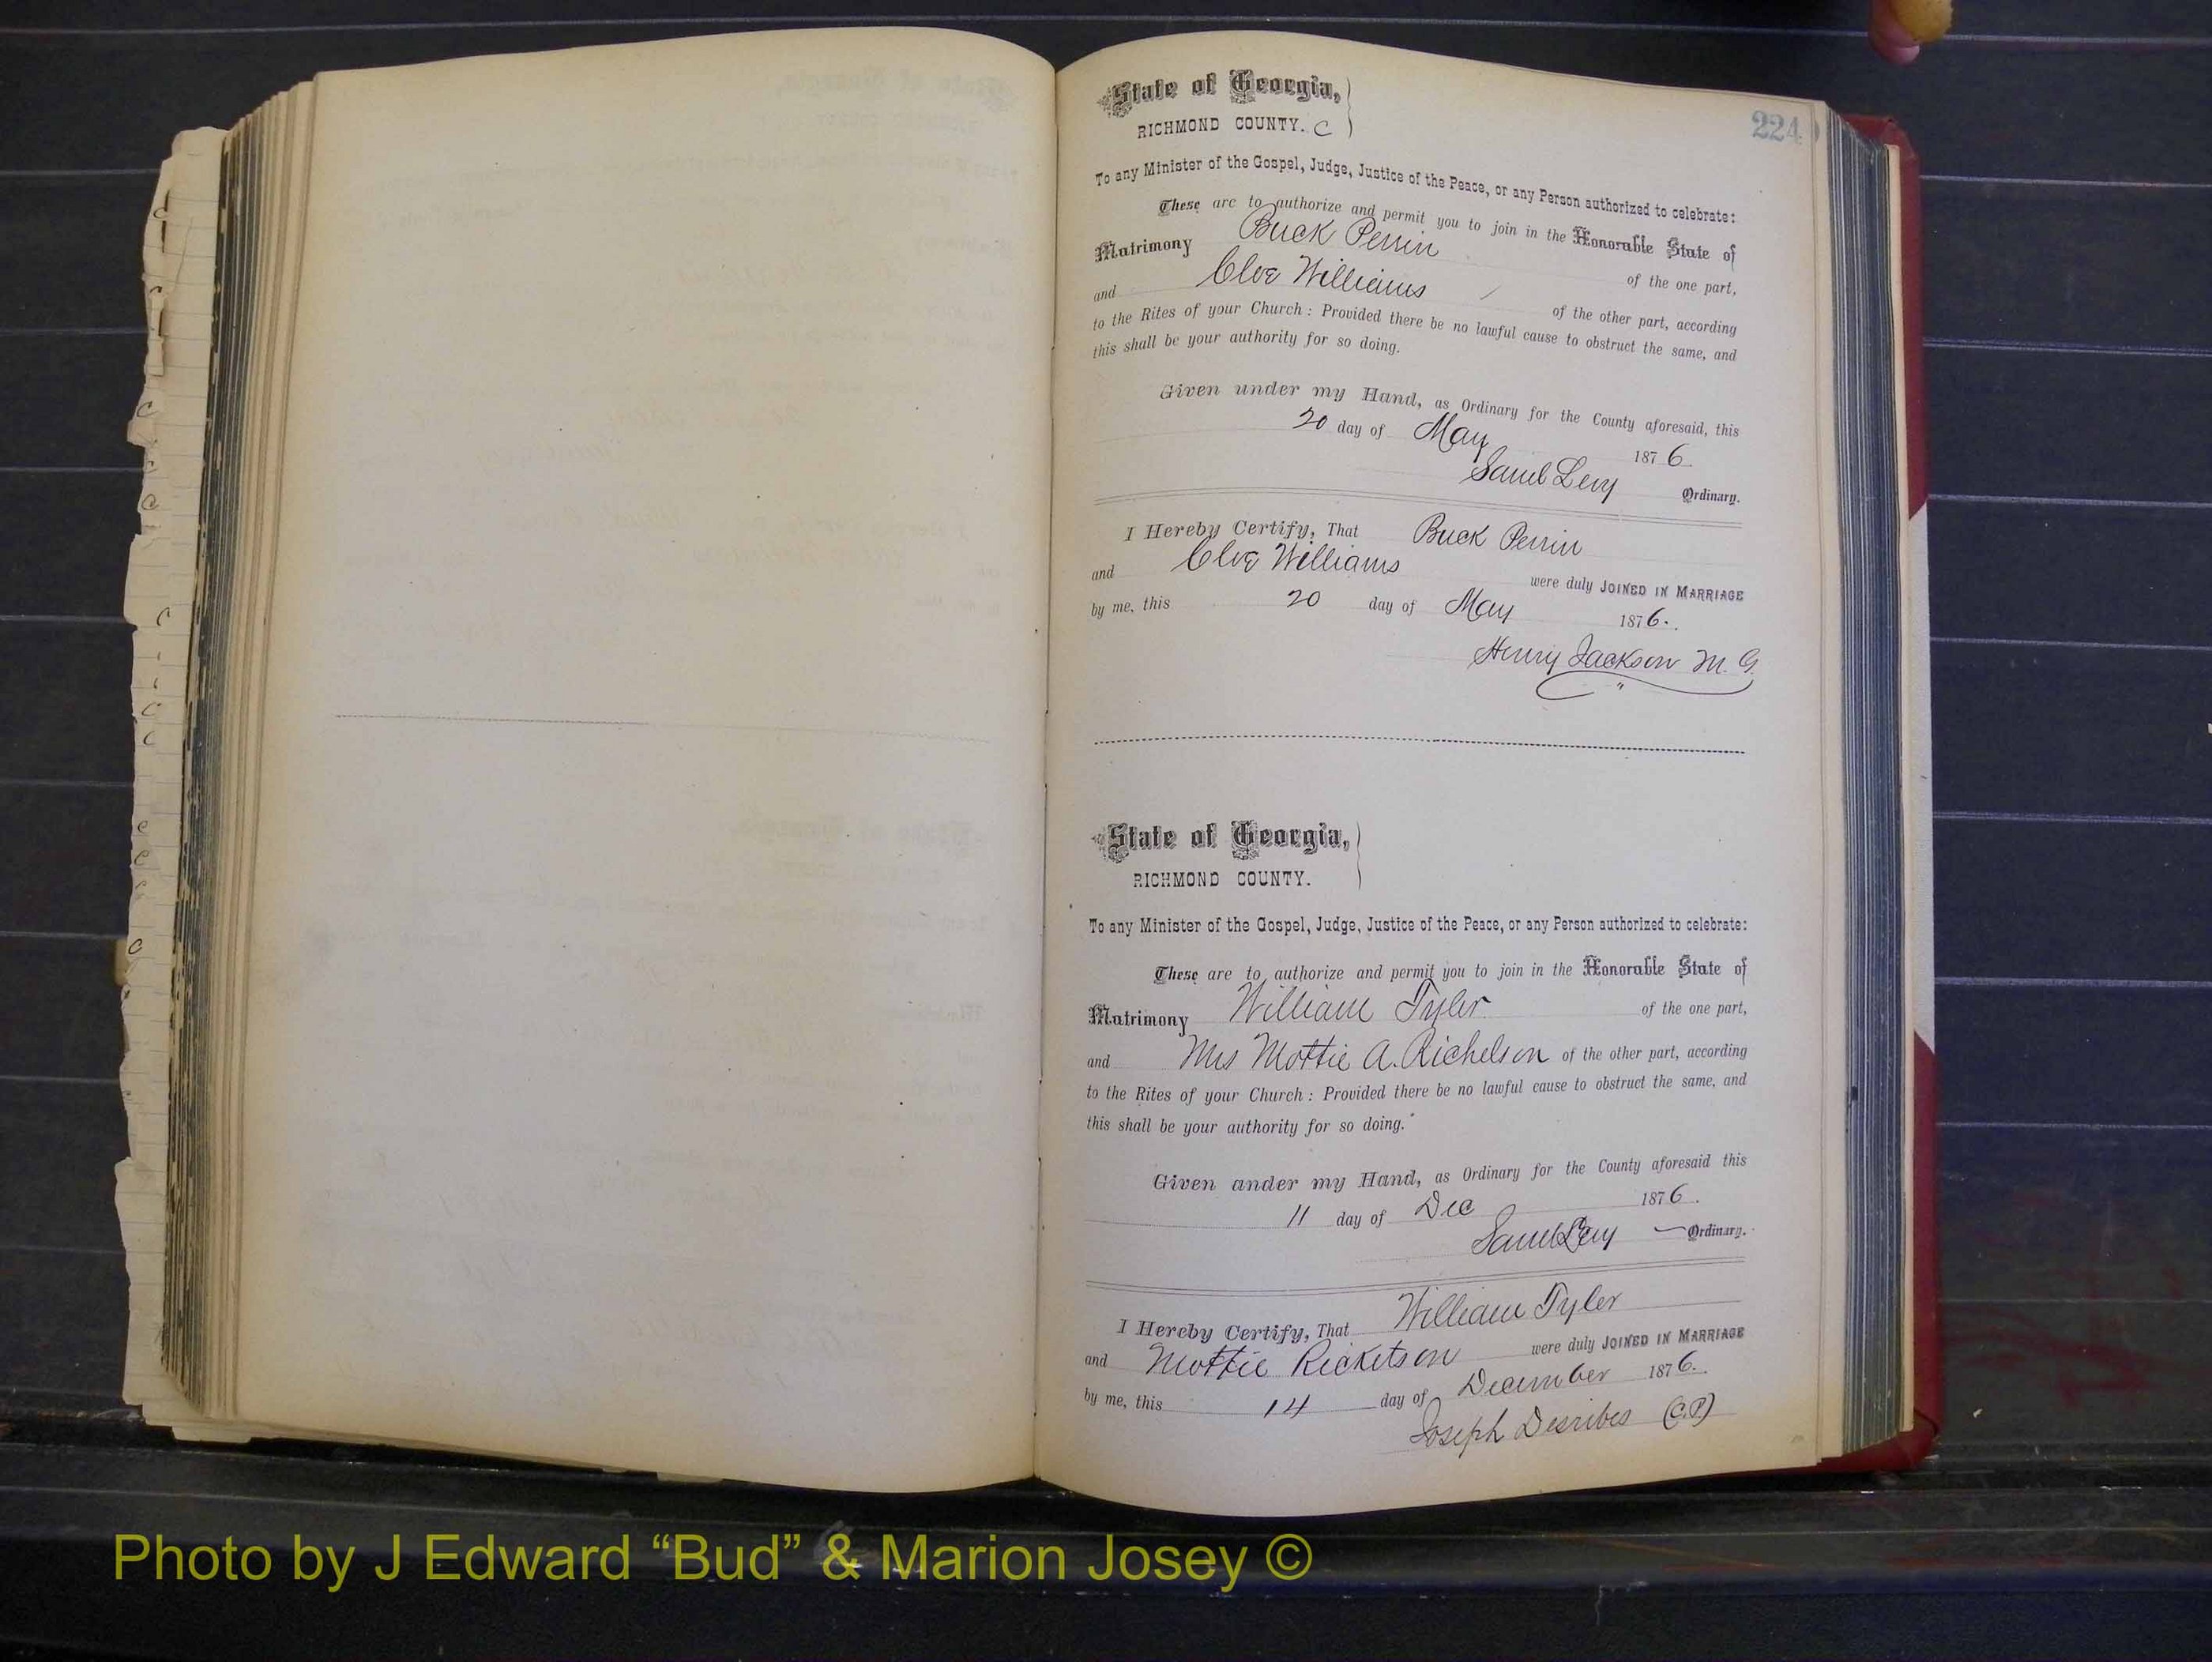 224
State of Georgia,
RICHMOND COUNTY. C
To any Minister of the Gospel, Judge, Justice of the Peace, or any Person authorized to celebrate:
These are to authorize and permit you to join in the Honorable State of
Matrimony Buck Perrin of the one part,
and Cloe Williams of the other part, according
to the Rites of your Church: Provided there be no lawful cause to obstruct the same, and
this shall be your authority for so doing.
Given under my Hand, as Ordinary for the County aforesaid, this
20 day of May 1876.
Saml Levy Ordinary.
I Hereby Certify, That Buck Perrin
and Cloe Williams were duly JOINED IN MARRIAGE
by me, this 20 day of May 1876.
Henry Jackson M. G.
State of Georgia,
RICHMOND COUNTY.
To any Minister of the Gospel, Judge, Justice of the Peace, or any Person authorized to celebrate:
These are to authorize and permit you to join in the Honorable State of
Matrimony William Tyler of the one part,
and Mrs Mottie A. Richelson of the other part, according
to the Rites of your Church: Provided there be no lawful cause to obstruct the same, and
this shall be your authority for so doing.
Given under my Hand, as Ordinary for the County aforesaid this
11 day of Dec 1876.
Saml Levy Ordinary.
I Hereby Certify, That William Tyler
and Mottie Ricketson were duly JOINED IN MARRIAGE
by me, this 14 day of December 1876.
Joseph Desribes (C.P)
Photo by J Edward “Bud” & Marion Josey ©